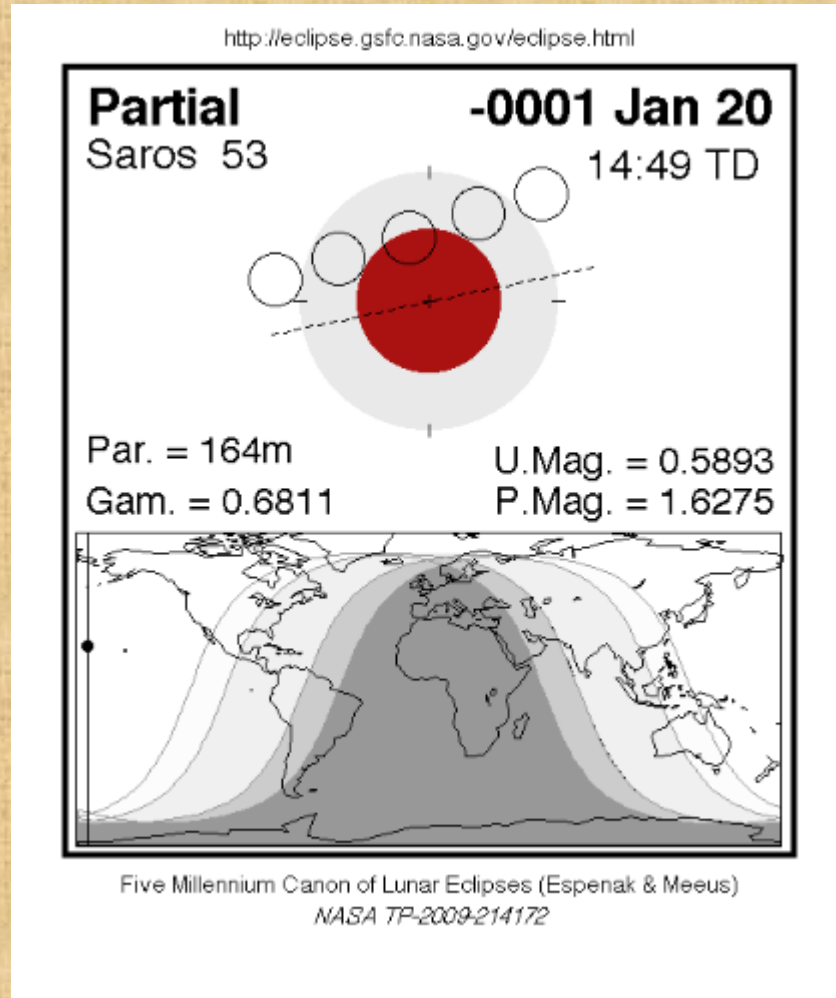 http://eclipse.gsfc.nasa.gov/eclipse.html
Partial -0001 Jan 20
Saros 53 14:49 TD
Par. = 164m U.Mag. = 0.5893
Gam. = 0.6811 P.Mag. = 1.6275
Five Millennium Canon of Lunar Eclipses (Espenak & Meeus)
NASA TP-2009-214172